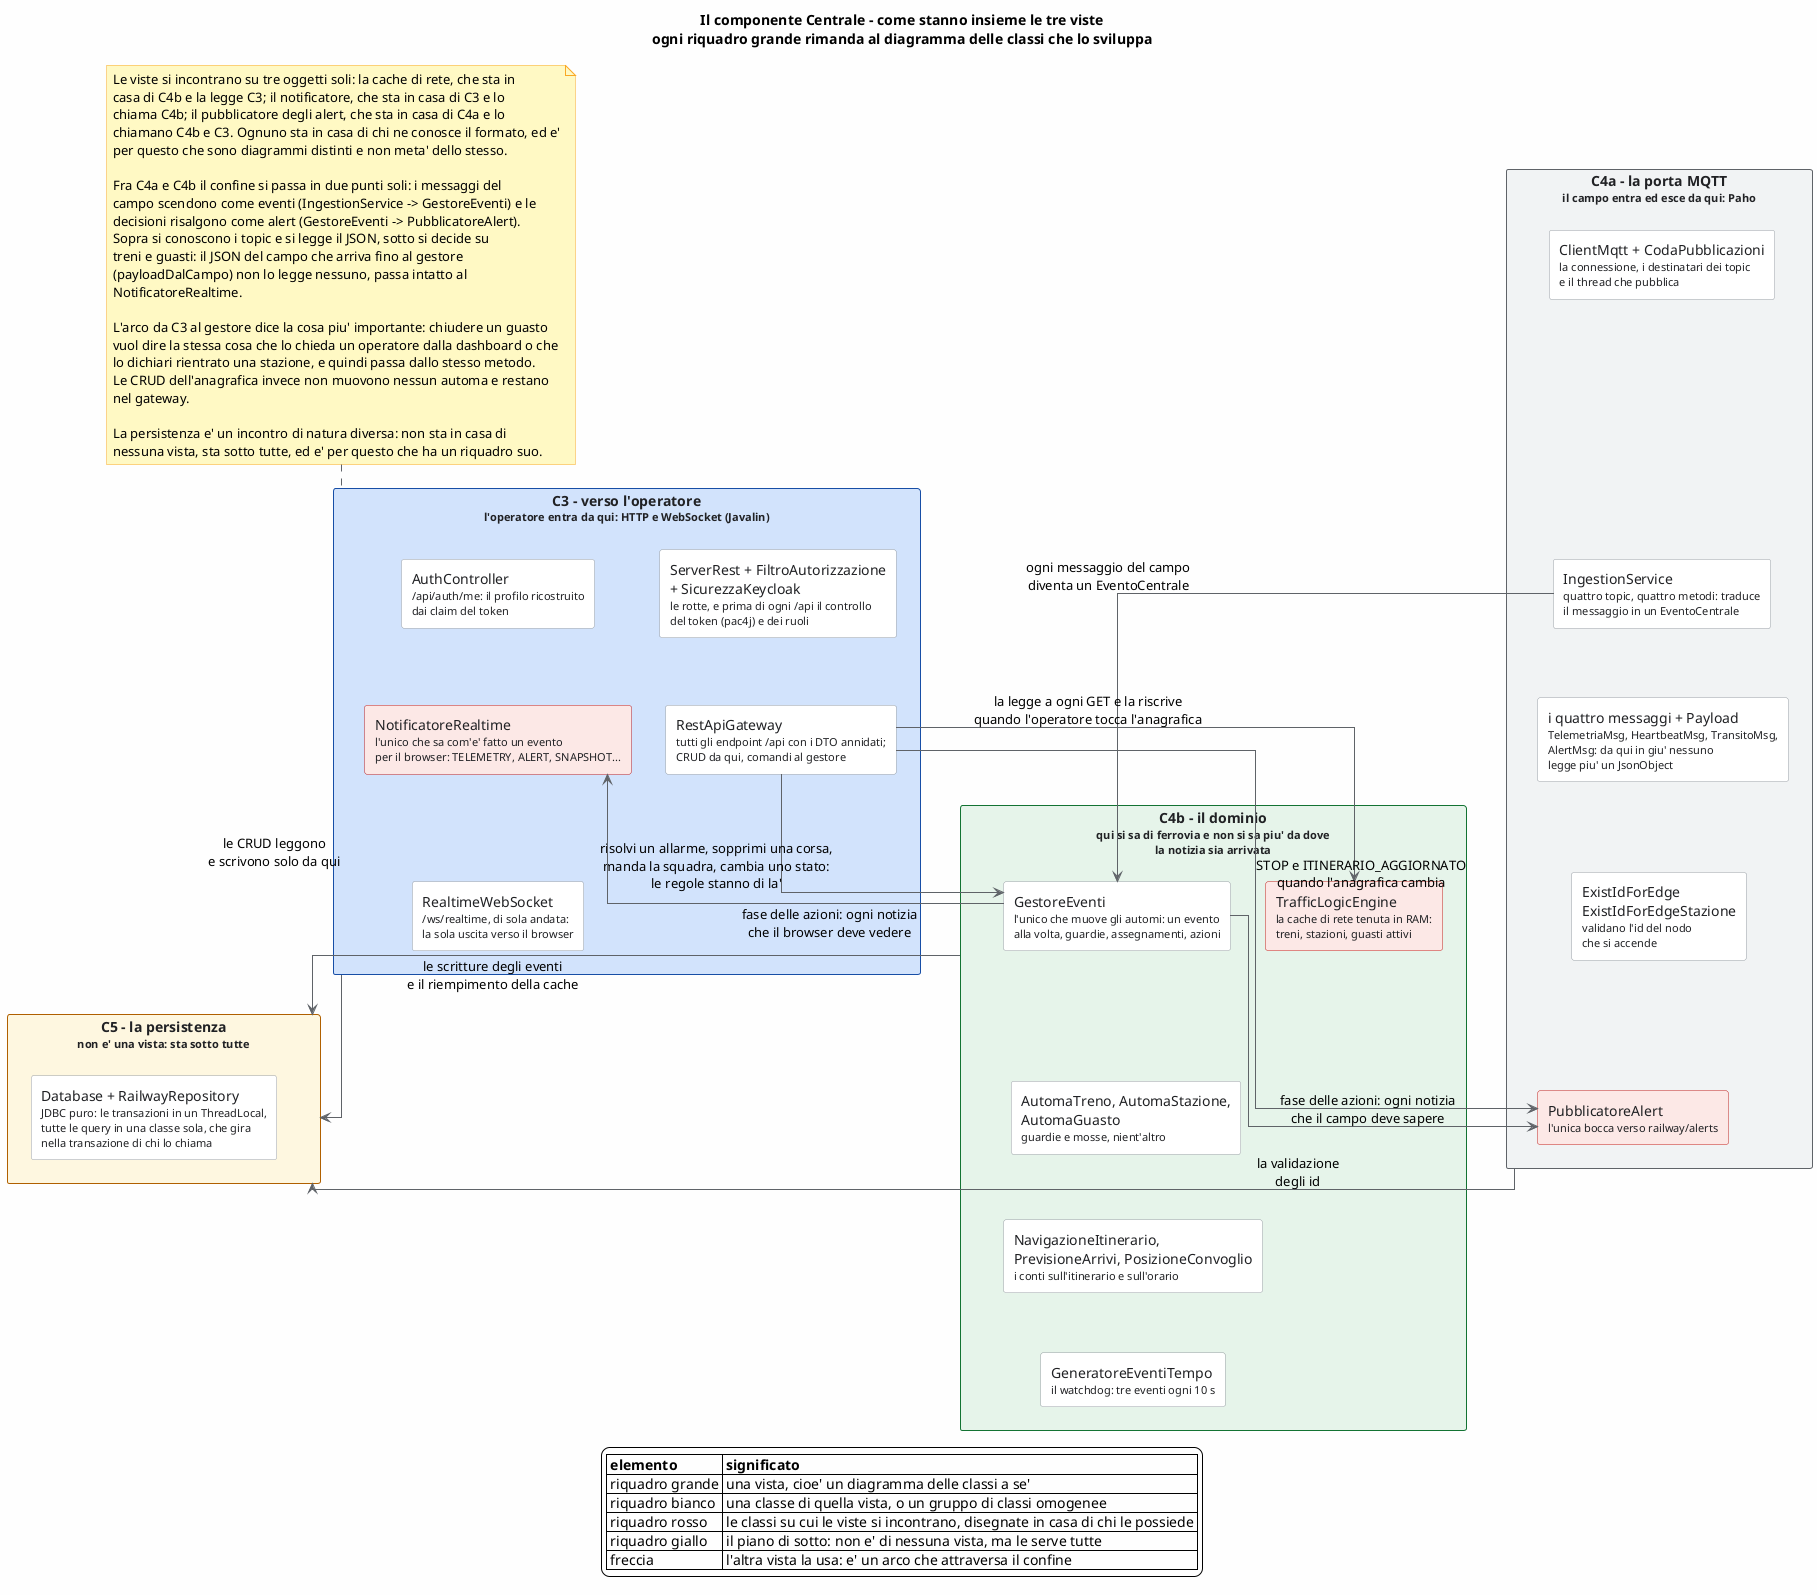 Il componente Centrale - come stanno insieme le tre viste
ogni riquadro grande rimanda al diagramma delle classi che lo sviluppa
Le viste si incontrano su tre oggetti soli: la cache di rete, che sta in
casa di C4b e la legge C3; il notificatore, che sta in casa di C3 e lo
chiama C4b; il pubblicatore degli alert, che sta in casa di C4a e lo
chiamano C4b e C3. Ognuno sta in casa di chi ne conosce il formato, ed e'
per questo che sono diagrammi distinti e non meta' dello stesso.
Fra C4a e C4b il confine si passa in due punti soli: i messaggi del
campo scendono come eventi (IngestionService -> GestoreEventi) e le
decisioni risalgono come alert (GestoreEventi -> PubblicatoreAlert).
Sopra si conoscono i topic e si legge il JSON, sotto si decide su
treni e guasti: il JSON del campo che arriva fino al gestore
(payloadDalCampo) non lo legge nessuno, passa intatto al
NotificatoreRealtime.
L'arco da C3 al gestore dice la cosa piu' importante: chiudere un guasto
vuol dire la stessa cosa che lo chieda un operatore dalla dashboard o che
lo dichiari rientrato una stazione, e quindi passa dallo stesso metodo.
Le CRUD dell'anagrafica invece non muovono nessun automa e restano
nel gateway.
La persistenza e' un incontro di natura diversa: non sta in casa di
nessuna vista, sta sotto tutte, ed e' per questo che ha un riquadro suo.
C4a - la porta MQTT
il campo entra ed esce da qui: Paho
ClientMqtt + CodaPubblicazioni
la connessione, i destinatari dei topic
e il thread che pubblica
C3 - verso l'operatore
l'operatore entra da qui: HTTP e WebSocket (Javalin)
AuthController
/api/auth/me: il profilo ricostruito
dai claim del token
ServerRest + FiltroAutorizzazione
+ SicurezzaKeycloak
le rotte, e prima di ogni /api il controllo
del token (pac4j) e dei ruoli
ogni messaggio del campo
diventa un EventoCentrale
IngestionService
quattro topic, quattro metodi: traduce
il messaggio in un EventoCentrale
NotificatoreRealtime
l'unico che sa com'e' fatto un evento
per il browser: TELEMETRY, ALERT, SNAPSHOT...
RestApiGateway
tutti gli endpoint /api con i DTO annidati;
CRUD da qui, comandi al gestore
la legge a ogni GET e la riscrive
quando l'operatore tocca l'anagrafica
i quattro messaggi + Payload
TelemetriaMsg, HeartbeatMsg, TransitoMsg,
AlertMsg: da qui in giu' nessuno
legge piu' un JsonObject
C4b - il dominio
qui si sa di ferrovia e non si sa piu' da dove
la notizia sia arrivata
le CRUD leggono
e scrivono solo da qui
risolvi un allarme, sopprimi una corsa,
manda la squadra, cambia uno stato:
le regole stanno di la'
STOP e ITINERARIO_AGGIORNATO
quando l'anagrafica cambia
RealtimeWebSocket
/ws/realtime, di sola andata:
la sola uscita verso il browser
fase delle azioni: ogni notizia
che il browser deve vedere
GestoreEventi
l'unico che muove gli automi: un evento
alla volta, guardie, assegnamenti, azioni
TrafficLogicEngine
la cache di rete tenuta in RAM:
treni, stazioni, guasti attivi
ExistIdForEdge
ExistIdForEdgeStazione
validano l'id del nodo
che si accende
le scritture degli eventi
e il riempimento della cache
C5 - la persistenza
non e' una vista: sta sotto tutte
Database + RailwayRepository
JDBC puro: le transazioni in un ThreadLocal,
tutte le query in una classe sola, che gira
nella transazione di chi lo chiama
AutomaTreno, AutomaStazione,
AutomaGuasto
guardie e mosse, nient'altro
fase delle azioni: ogni notizia
che il campo deve sapere
PubblicatoreAlert
l'unica bocca verso railway/alerts
la validazione
degli id
NavigazioneItinerario,
PrevisioneArrivi, PosizioneConvoglio
i conti sull'itinerario e sull'orario
GeneratoreEventiTempo
il watchdog: tre eventi ogni 10 s
elemento significato
riquadro grande una vista, cioe' un diagramma delle classi a se'
riquadro bianco una classe di quella vista, o un gruppo di classi omogenee
riquadro rosso le classi su cui le viste si incontrano, disegnate in casa di chi le possiede
riquadro giallo il piano di sotto: non e' di nessuna vista, ma le serve tutte
freccia l'altra vista la usa: e' un arco che attraversa il confine